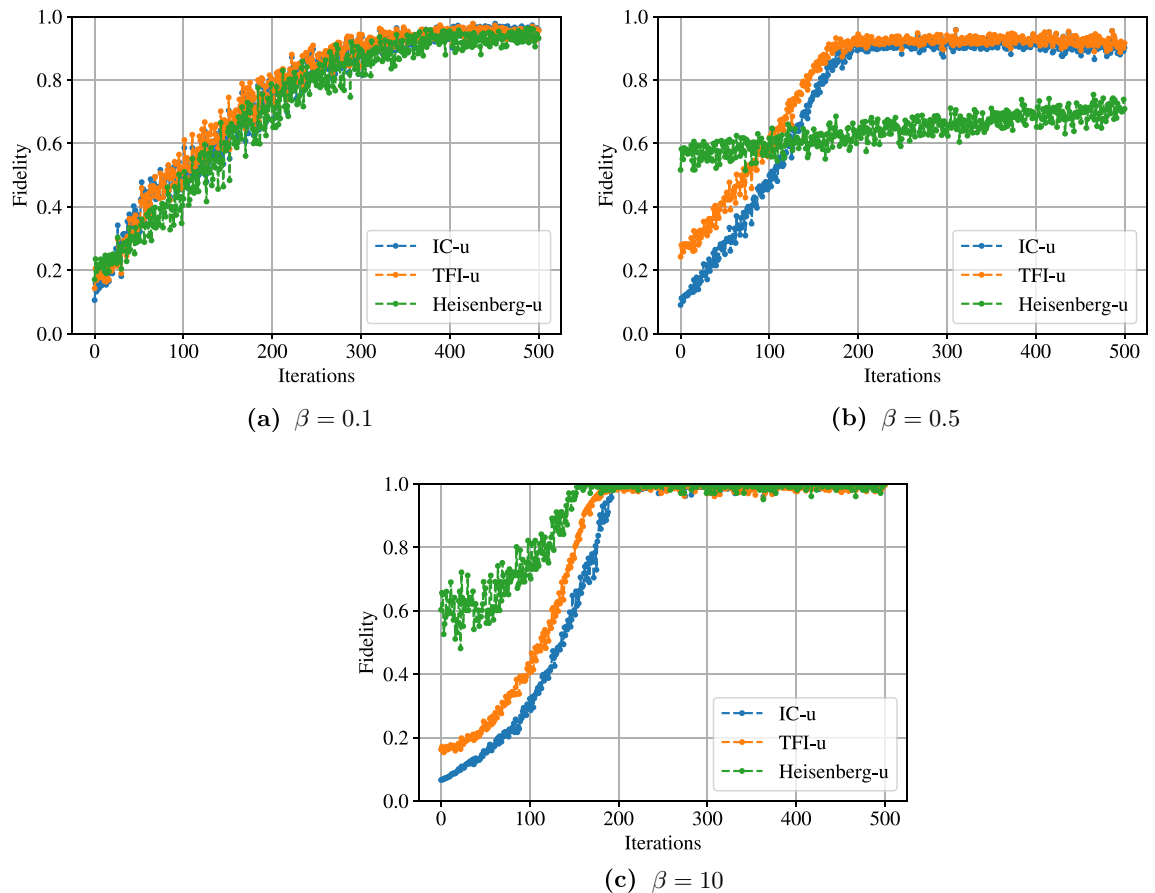 1.0
0.8
0.6
0.4
0.2
0.0
Fidelity
0 100 200 300 400 500
Iterations
IC-u
TFI-u
Heisenberg-u
(a) β = 0.1
1.0
0.8
0.6
0.4
0.2
0.0
Fidelity
0 100 200 300 400 500
Iterations
IC-u
TFI-u
Heisenberg-u
(b) β = 0.5
1.0
0.8
0.6
0.4
0.2
0.0
Fidelity
0 100 200 300 400 500
Iterations
IC-u
TFI-u
Heisenberg-u
(c) β = 10